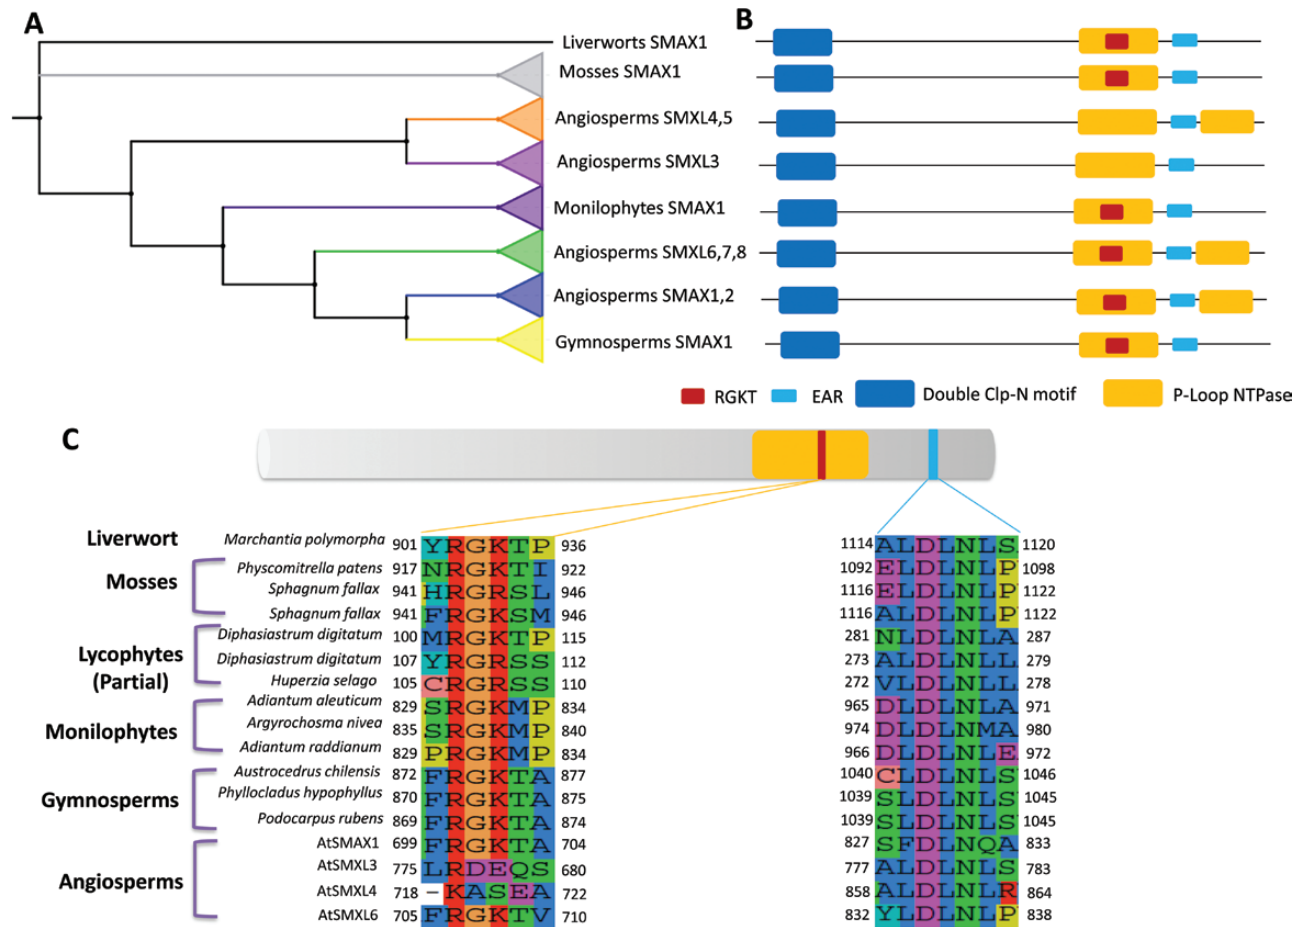 A
B
Liverworts SMAX1
Mosses SMAX1
Angiosperms SMXL4,5
Angiosperms SMXL3
Monilophytes SMAX1
Angiosperms SMXL6,7,8
Angiosperms SMAX1,2
Gymnosperms SMAX1
RGKT EAR Double Clp-N motif P-Loop NTPase
C
Liverwort Marchantia polymorpha 901 YRGKTP 936 1114 ALDLNLS 1120
Mosses
Physcomitrella patens 917 NRGKTI 922 1092 ELDLNLP 1098
Sphagnum fallax 941 HRGRSL 946 1116 ELDLNLP 1122
Sphagnum fallax 941 FRGKSM 946 1116 ALDLNLP 1122
Lycophytes
(Partial)
Diphasiastrum digitatum 100 MRGKTP 115 281 NLDLNLA 287
Diphasiastrum digitatum 107 YRGRSS 112 273 ALDLNLL 279
Huperzia selago 105 CRGRSS 110 272 VLDLNLL 278
Monilophytes
Adiantum aleuticum 829 SRGKMP 834 965 DLDLNLA 971
Argyrochosma nivea 835 SRGKMP 840 974 DLDLNMA 980
Adiantum raddianum 829 PRGKMP 834 966 DLDLNLE 972
Gymnosperms
Austrocedrus chilensis 872 FRGKTA 877 1040 CLDLNLS 1046
Phyllocladus hypophyllus 870 FRGKTA 875 1039 SLDLNLS 1045
Podocarpus rubens 869 FRGKTA 874 1039 SLDLNLS 1045
Angiosperms
AtSMAX1 699 FRGKTA 704 827 SFDLNQA 833
AtSMXL3 775 LRDEQS 680 777 ALDLNLS 783
AtSMXL4 718 –KASEA 722 858 ALDLNLR 864
AtSMXL6 705 FRGKTV 710 832 YLDLNLP 838